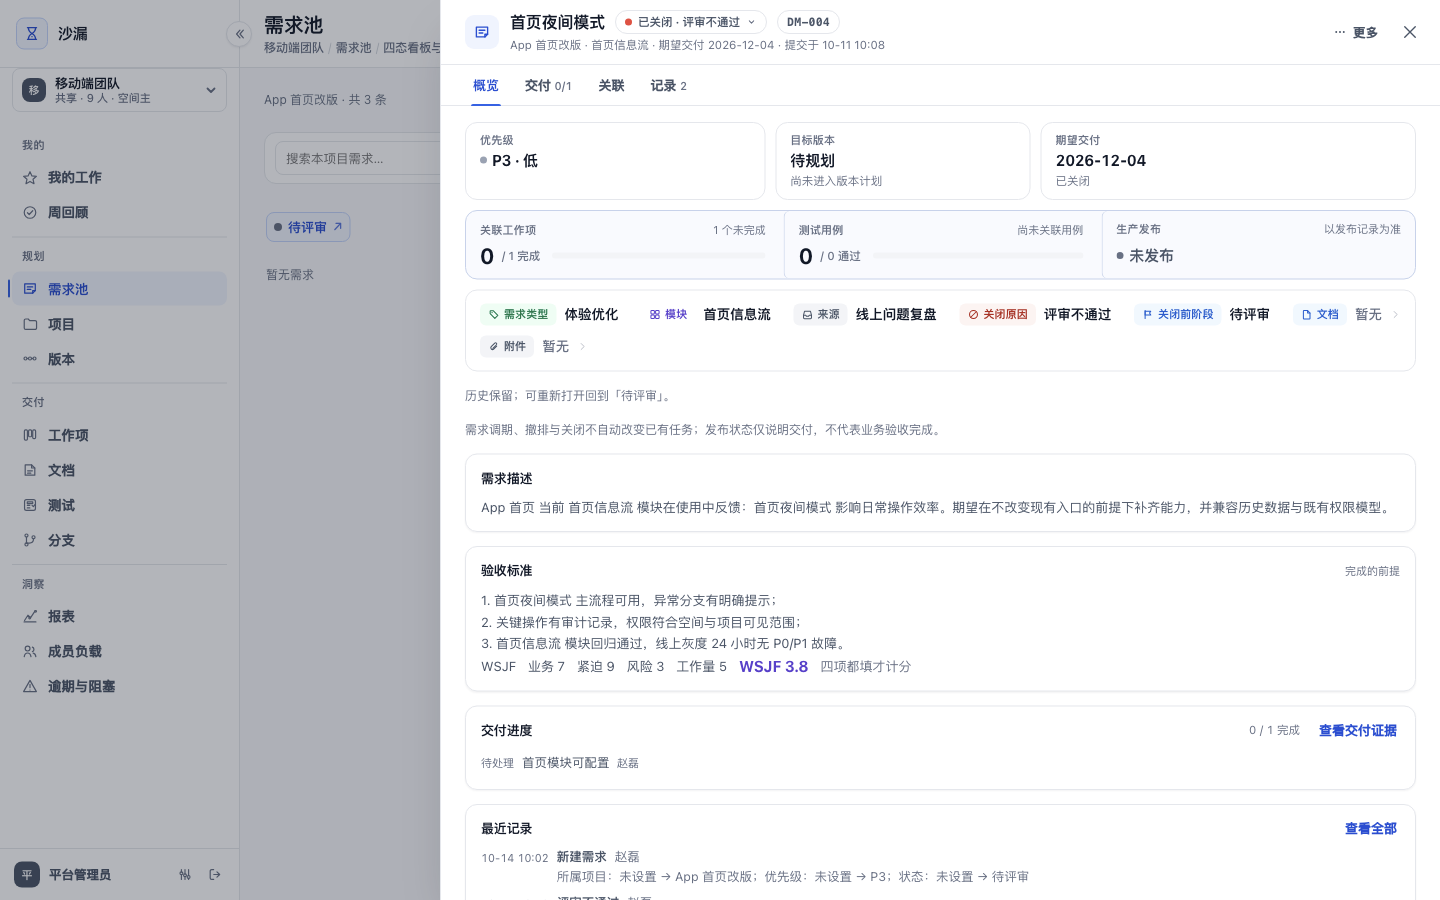 沙漏
移
移动端团队
共享 · 9 人 · 空间主
我的
我的工作
周回顾
规划
需求池
项目
版本
交付
工作项
文档
测试
分支
洞察
报表
成员负载
逾期与阻塞
平
平台管理员
需求池
移动端团队 / 需求池 / 四态看板与
App 首页改版 · 共 3 条
搜索本项目需求...
待评审
暂无需求
首页夜间模式
已关闭 · 评审不通过
DM-004
App 首页改版 · 首页信息流 · 期望交付 2026-12-04 · 提交于 10-11 10:08
更多
概览
交付 0/1
关联
记录 2
优先级
P3 · 低
目标版本
待规划
尚未进入版本计划
期望交付
2026-12-04
已关闭
关联工作项
1 个未完成
0 / 1 完成
测试用例
尚未关联用例
0 / 0 通过
生产发布
以发布记录为准
未发布
需求类型 体验优化
模块 首页信息流
来源 线上问题复盘
关闭原因 评审不通过
关闭前阶段 待评审
文档 暂无
附件 暂无
历史保留；可重新打开回到「待评审」。
需求调期、撤排与关闭不自动改变已有任务；发布状态仅说明交付，不代表业务验收完成。
需求描述
App 首页 当前 首页信息流 模块在使用中反馈：首页夜间模式 影响日常操作效率。期望在不改变现有入口的前提下补齐能力，并兼容历史数据与既有权限模型。
验收标准
完成的前提
1. 首页夜间模式 主流程可用，异常分支有明确提示；
2. 关键操作有审计记录，权限符合空间与项目可见范围；
3. 首页信息流 模块回归通过，线上灰度 24 小时无 P0/P1 故障。
WSJF 业务 7 紧迫 9 风险 3 工作量 5 WSJF 3.8 四项都填才计分
交付进度
0 / 1 完成
查看交付证据
待处理 首页模块可配置 赵磊
最近记录
查看全部
10-14 10:02 新建需求 赵磊
所属项目：未设置 → App 首页改版；优先级：未设置 → P3；状态：未设置 → 待评审
评审不通过 赵磊